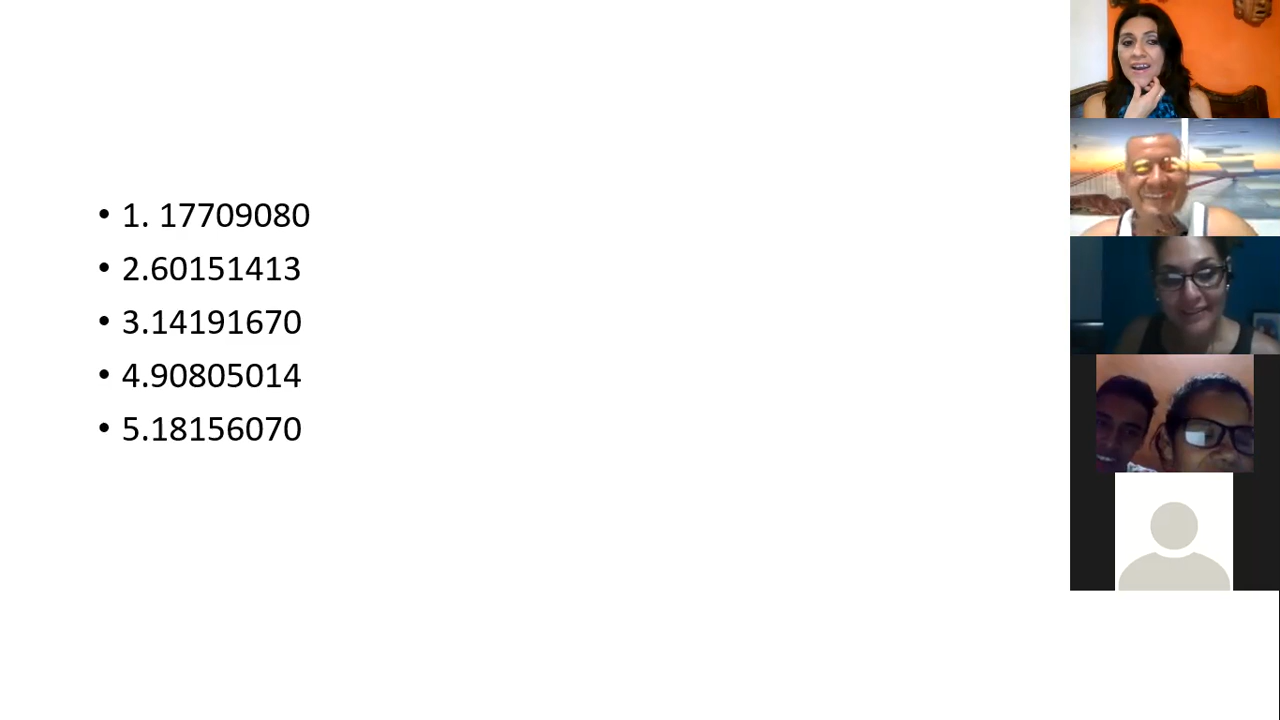 • 1. 17709080
• 2.60151413
• 3.14191670
• 4.90805014
• 5.18156070